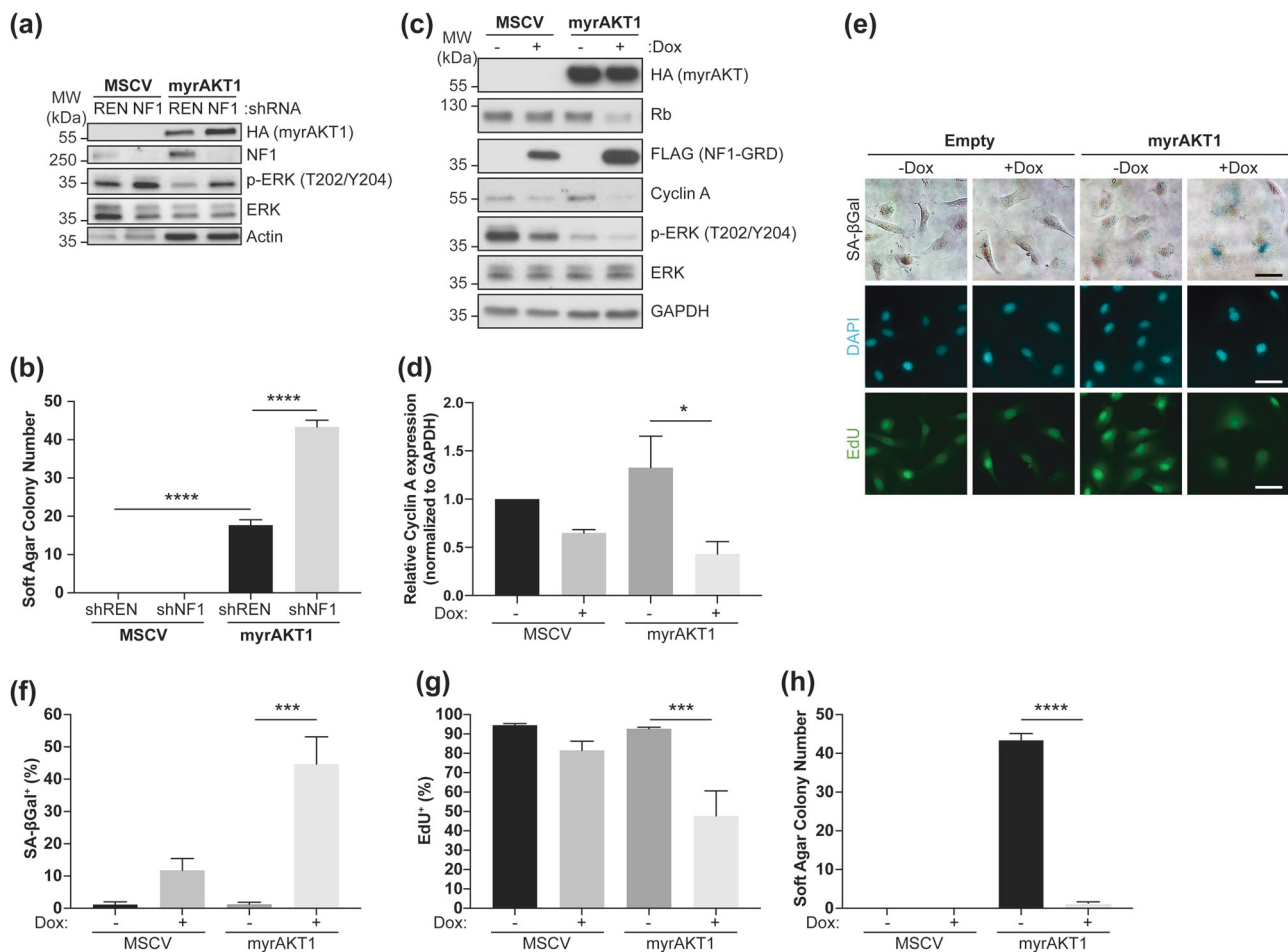 (a)
MSCV myrAKT1
MW
(kDa)
REN NF1 REN NF1 :shRNA
55 HA (myrAKT1)
250 NF1
35 p-ERK (T202/Y204)
35 ERK
35 Actin
(b)
Soft Agar Colony Number
50
40
30
20
10
0
****
****
shREN shNF1 shREN shNF1
MSCV myrAKT1
(c)
MSCV myrAKT1
MW
(kDa)
- + - + :Dox
55 HA (myrAKT)
130 Rb
35 FLAG (NF1-GRD)
55 Cyclin A
35 p-ERK (T202/Y204)
35 ERK
35 GAPDH
(d)
Relative Cyclin A expression
(normalized to GAPDH)
2.0
1.5
1.0
0.5
0.0
*
Dox: - + - +
MSCV myrAKT1
(e)
Empty myrAKT1
-Dox +Dox -Dox +Dox
SA-βGal
DAPI
EdU
(f)
SA-βGal⁺ (%)
60
50
40
30
20
10
0
***
Dox: - + - +
MSCV myrAKT1
(g)
EdU⁺ (%)
100
90
80
70
60
50
40
30
20
10
0
***
Dox: - + - +
MSCV myrAKT1
(h)
Soft Agar Colony Number
50
40
30
20
10
0
****
Dox: - + - +
MSCV myrAKT1